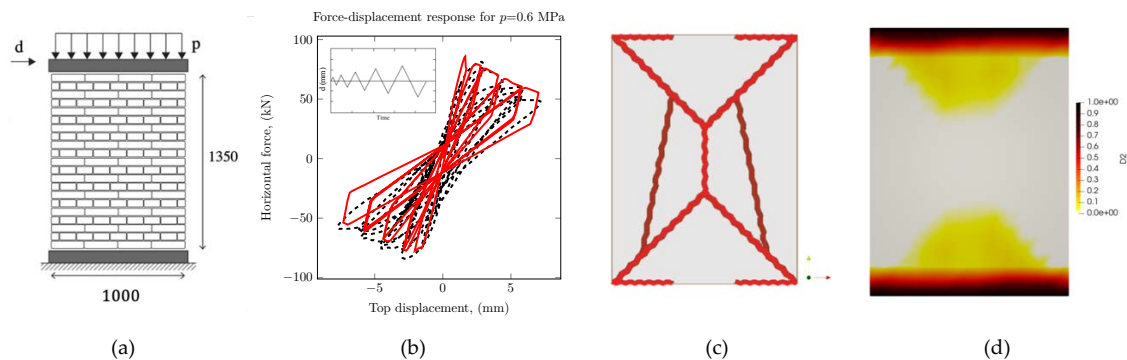 d
p
1350
1000
(a)
Force-displacement response for p=0.6 MPa
Horizontal force, (kN)
100
50
0
−50
−100
d (mm)
Time
−5
0
5
Top displacement, (mm)
(b)
(c)
1.0e+00
0.9
0.8
0.7
0.6
0.5
0.4
0.3
0.2
0.1
0.0e+00
D2
(d)